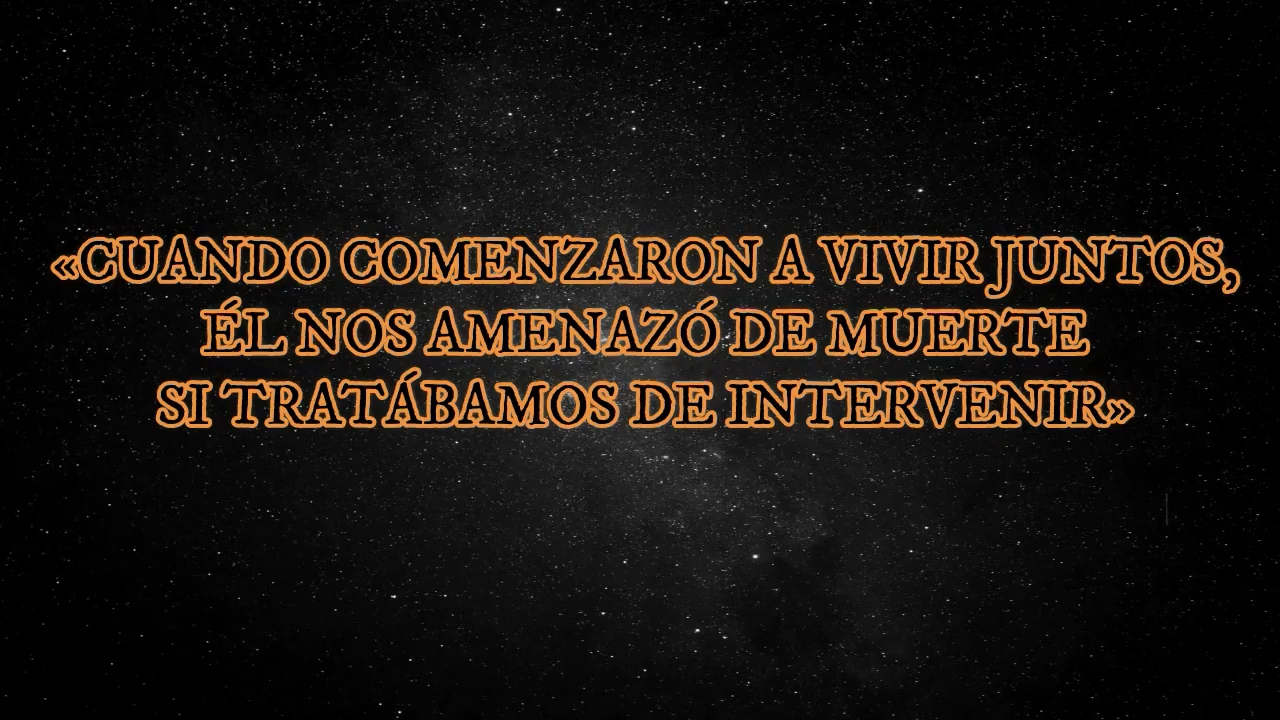 «CUANDO COMENZARON A VIVIR JUNTOS,
ÉL NOS AMENAZÓ DE MUERTE
SI TRATÁBAMOS DE INTERVENIR»